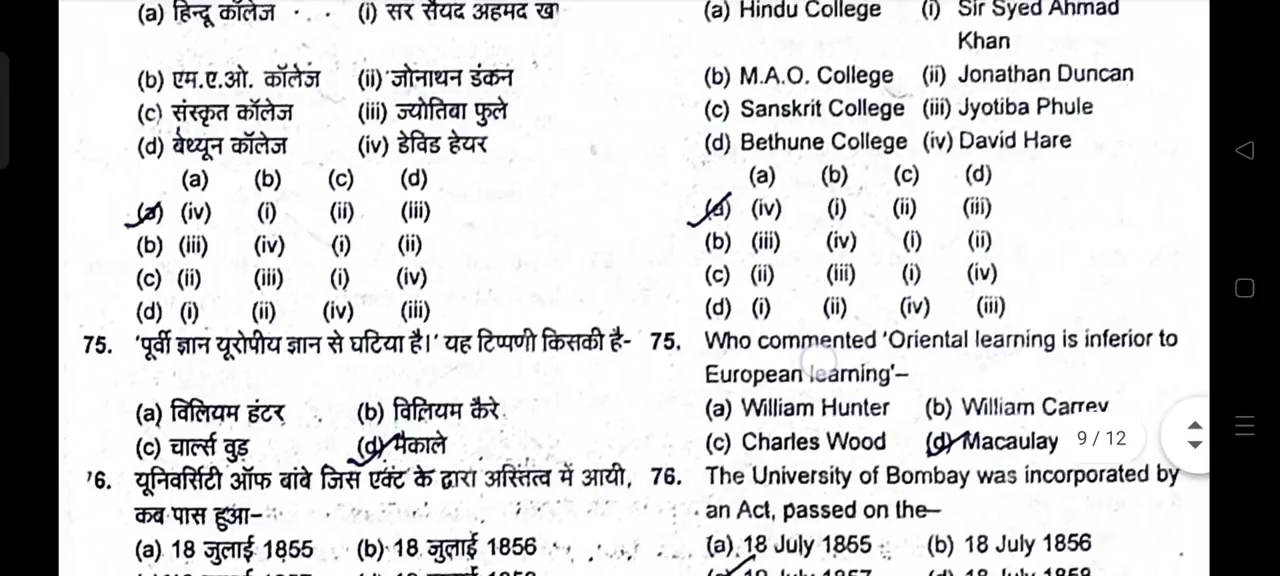 (a) हिन्दू कॉलेज (i) सर सैयद अहमद खा
(b) एम.ए.ओ. कॉलेज (ii) जोनाथन डंकन
(c) संस्कृत कॉलेज (iii) ज्योतिबा फुले
(d) बेथ्यून कॉलेज (iv) डेविड हेयर
(a) (b) (c) (d)
(a) (iv) (i) (ii) (iii)
(b) (iii) (iv) (i) (ii)
(c) (ii) (iii) (i) (iv)
(d) (i) (ii) (iv) (iii)
75. 'पूर्वी ज्ञान यूरोपीय ज्ञान से घटिया है।' यह टिप्पणी किसकी है-
(a) विलियम हंटर (b) विलियम कैरे
(c) चार्ल्स वुड (d) मैकाले
76. यूनिवर्सिटी ऑफ बांबे जिस एक्ट के द्वारा अस्तित्व में आयी,
कब पास हुआ-
(a) 18 जुलाई 1855 (b) 18 जुलाई 1856
(a) Hindu College (i) Sir Syed Ahmad
Khan
(b) M.A.O. College (ii) Jonathan Duncan
(c) Sanskrit College (iii) Jyotiba Phule
(d) Bethune College (iv) David Hare
(a) (b) (c) (d)
(a) (iv) (i) (ii) (iii)
(b) (iii) (iv) (i) (ii)
(c) (ii) (iii) (i) (iv)
(d) (i) (ii) (iv) (iii)
75. Who commented 'Oriental learning is inferior to
European learning'–
(a) William Hunter (b) William Carrey
(c) Charles Wood (d) Macaulay
9 / 12
76. The University of Bombay was incorporated by
an Act, passed on the–
(a) 18 July 1855 (b) 18 July 1856